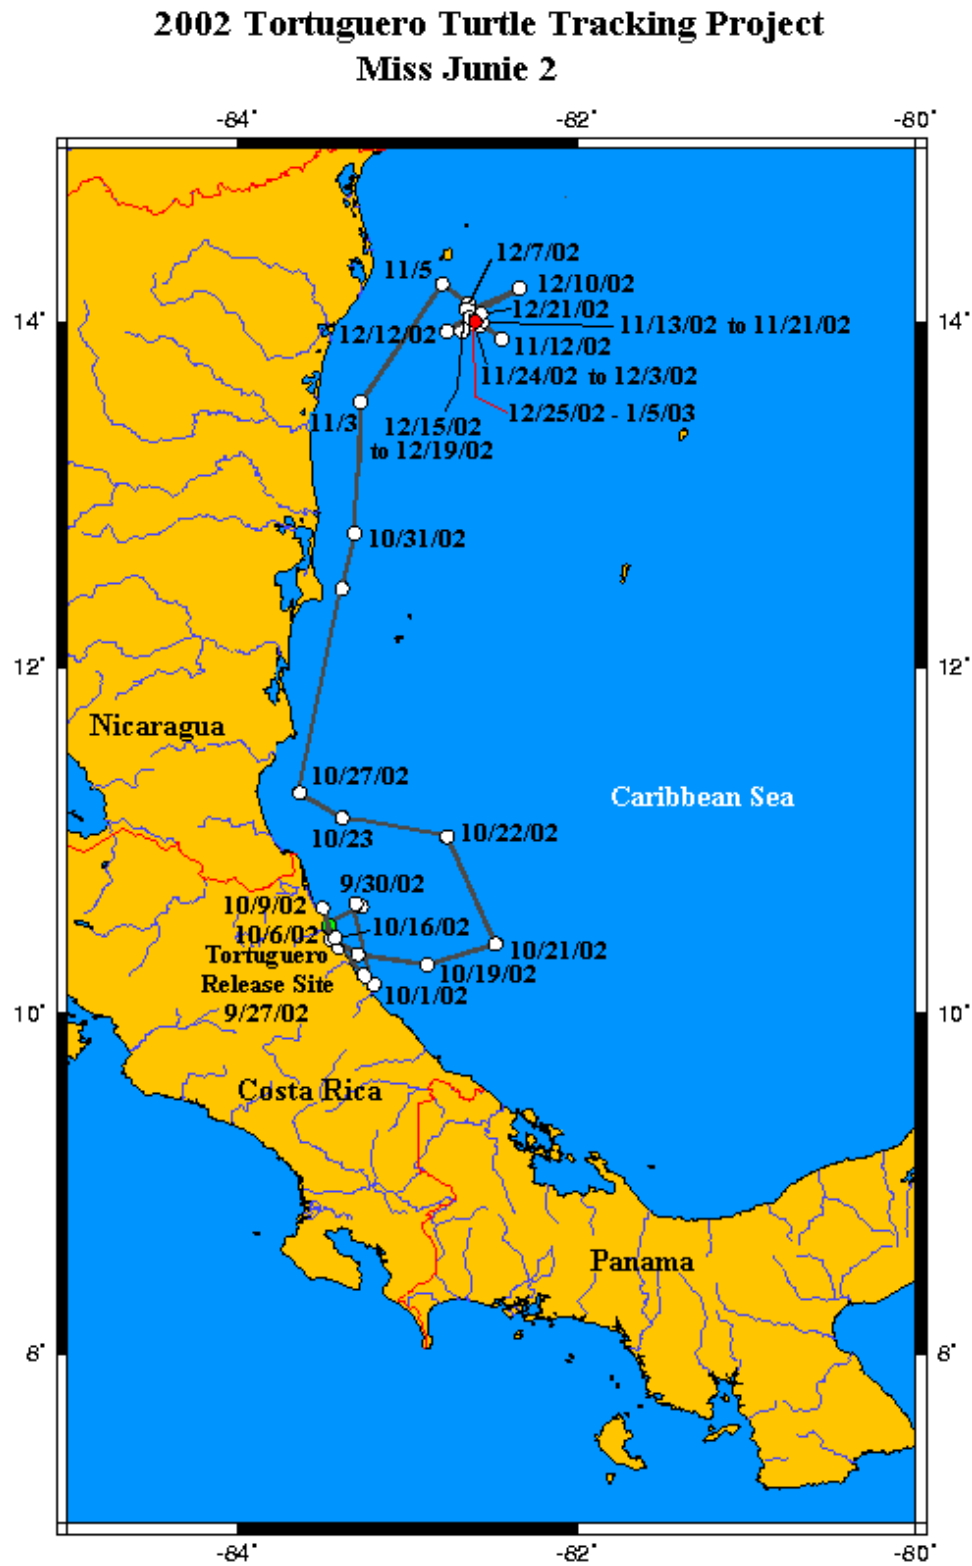 2002 Tortuguero Turtle Tracking Project
Miss Junie 2
-84° -82° -80°
12/7/02
11/5 12/10/02
12/21/02
14° 12/12/02 11/13/02 to 11/21/02 14°
11/12/02
11/24/02 to 12/3/02
11/3 12/15/02 12/25/02 - 1/5/03
to 12/19/02
10/31/02
12° 12°
Nicaragua
10/27/02
Caribbean Sea
10/23 10/22/02
9/30/02
10/9/02
10/16/02
10/6/02
Tortuguero 10/21/02
10/19/02
Release Site
10/1/02
9/27/02
10° 10°
Costa Rica
Panama
8° 8°
-84° -82° -80°